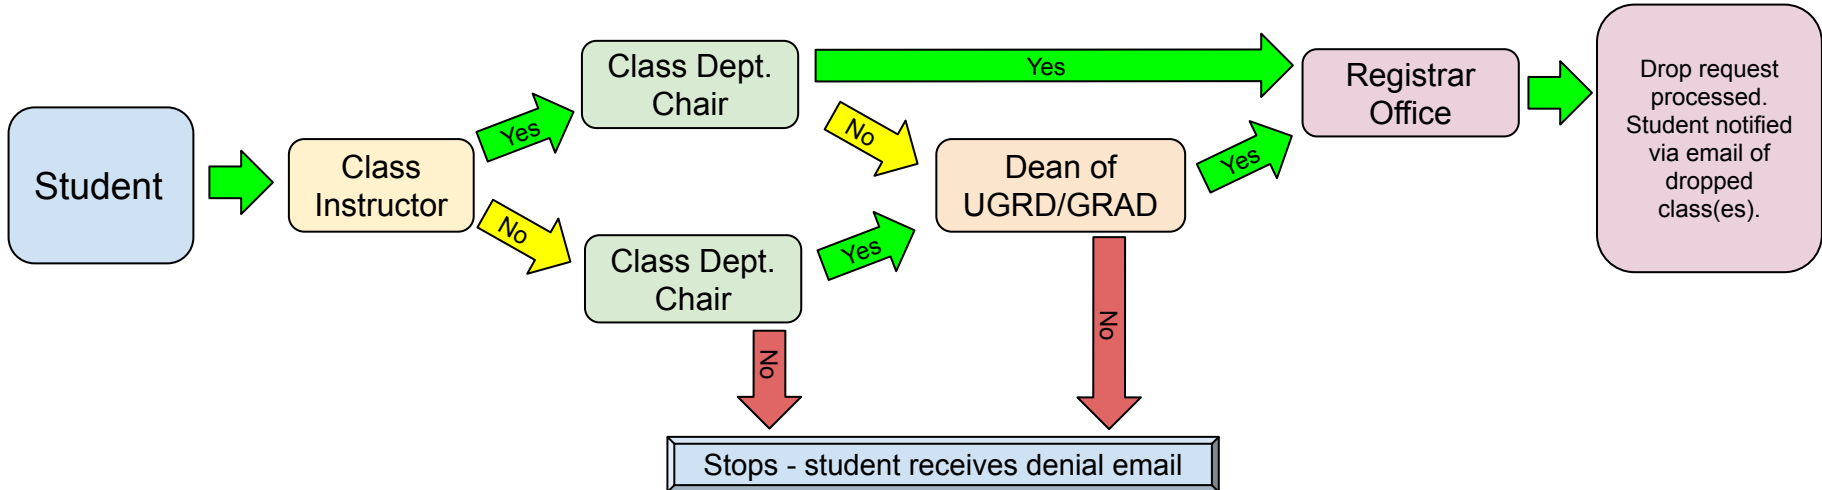 Student
Class
Instructor
Yes
No
Class Dept.
Chair
Class Dept.
Chair
Yes
No
Yes
No
Dean of
UGRD/GRAD
Yes
No
Registrar
Office
Drop request
processed.
Student notified
via email of
dropped
class(es).
Stops - student receives denial email